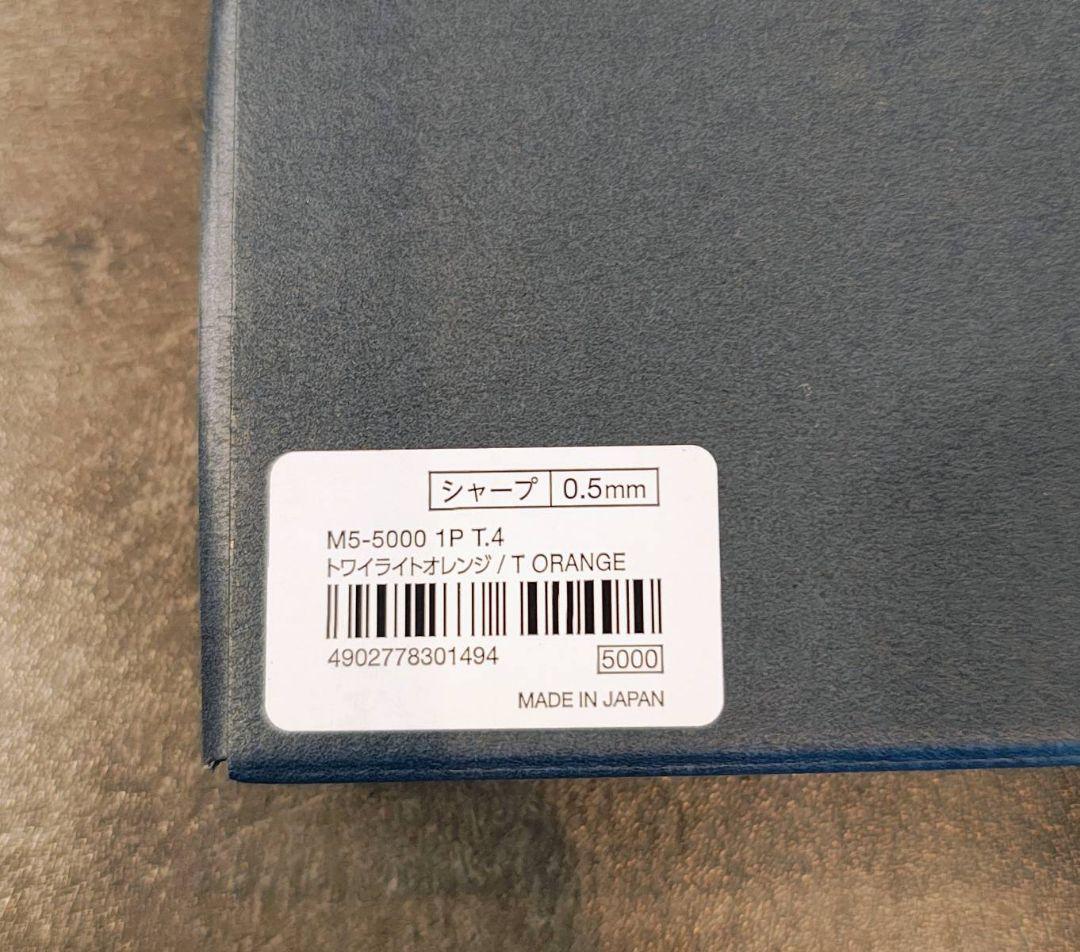 シャープ 0.5mm
M5-5000 1P T.4
トワイライトオレンジ / T ORANGE
4902778301494 5000
MADE IN JAPAN